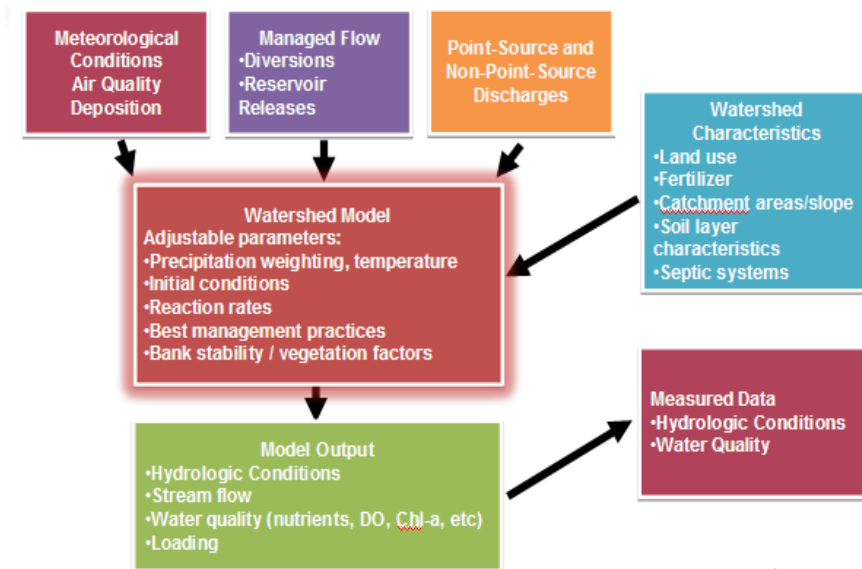 Meteorological
Conditions
Air Quality
Deposition
Managed Flow
•Diversions
•Reservoir
Releases
Point-Source and
Non-Point-Source
Discharges
Watershed
Characteristics
•Land use
•Fertilizer
•Catchment areas/slope
•Soil layer
characteristics
•Septic systems
Watershed Model
Adjustable parameters:
•Precipitation weighting, temperature
•Initial conditions
•Reaction rates
•Best management practices
•Bank stability / vegetation factors
Model Output
•Hydrologic Conditions
•Stream flow
•Water quality (nutrients, DO, Chl-a, etc)
•Loading
Measured Data
•Hydrologic Conditions
•Water Quality